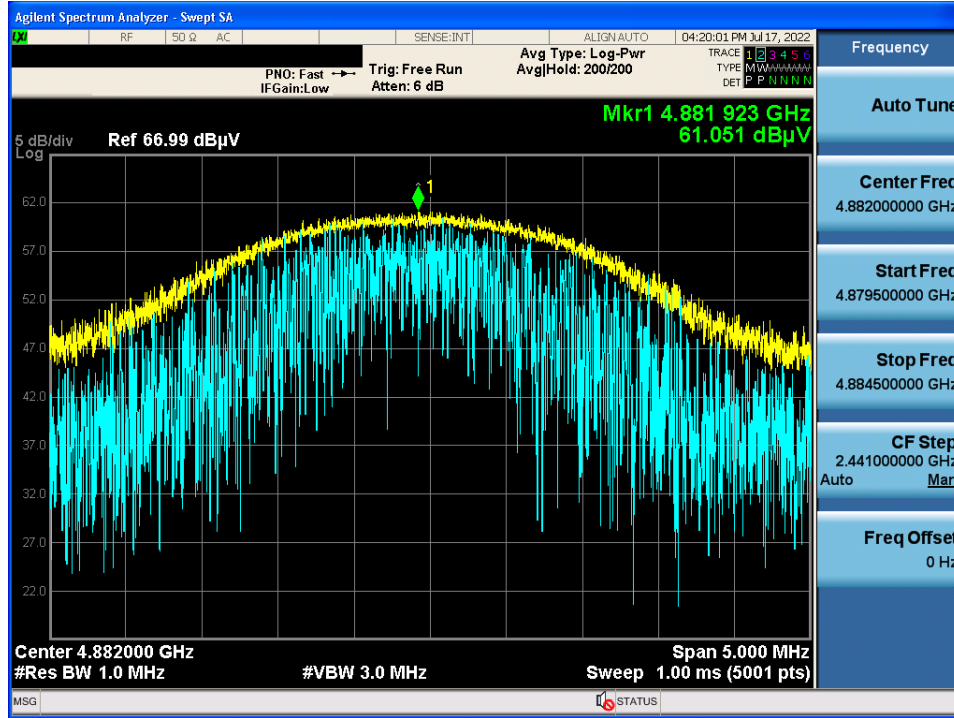 Agilent Spectrum Analyzer - Swept SA
LXI RF 50 Ω AC SENSE:INT ALIGN AUTO 04:20:01 PM Jul 17, 2022
PNO: Fast Trig: Free Run Avg Type: Log-Pwr TRACE 1 2 3 4 5 6
IFGain:Low Atten: 6 dB Avg|Hold: 200/200 TYPE M W W W W W
DET P P N N N N
Mkr1 4.881 923 GHz
61.051 dBµV
5 dB/div Ref 66.99 dBµV
Log
1
62.0
57.0
52.0
47.0
42.0
37.0
32.0
27.0
22.0
Center 4.882000 GHz Span 5.000 MHz
#Res BW 1.0 MHz #VBW 3.0 MHz Sweep 1.00 ms (5001 pts)
MSG STATUS
Frequency
Auto Tune
Center Freq
4.882000000 GHz
Start Freq
4.879500000 GHz
Stop Freq
4.884500000 GHz
CF Step
2.441000000 GHz
Auto Man
Freq Offset
0 Hz